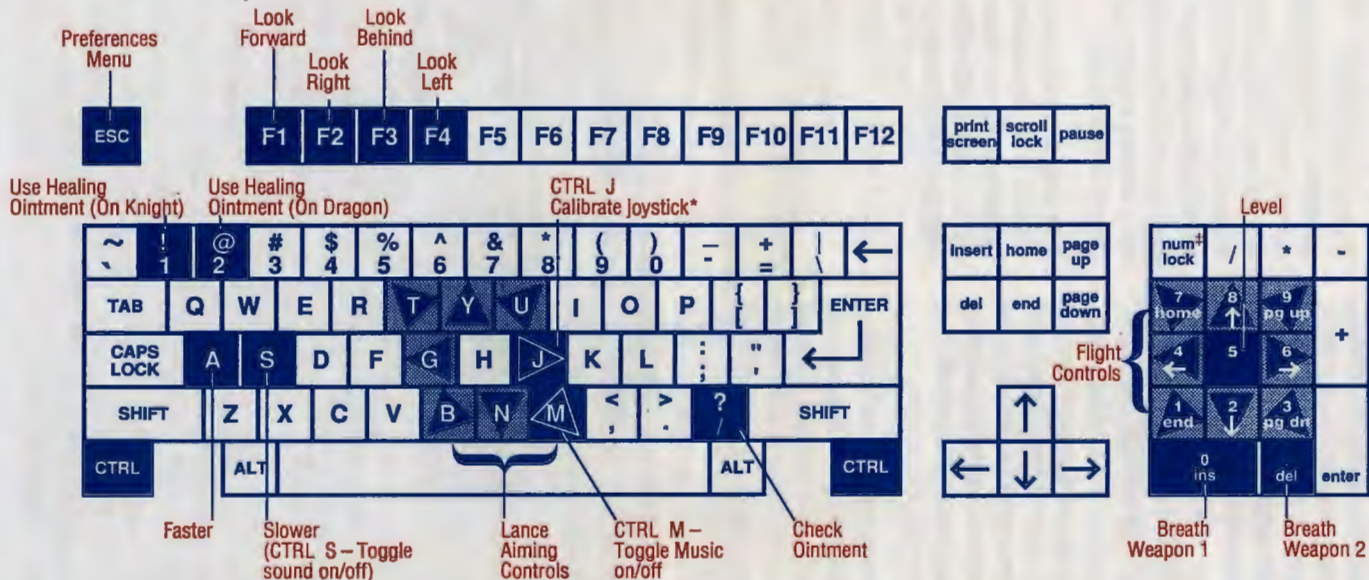 Look
Forward
Look
Behind
Preferences
Menu
Look
Right
Look
Left
ESC
F1 F2 F3 F4 F5 F6 F7 F8 F9 F10 F11 F12
print
screen
scroll
lock
pause
Use Healing
Ointment (On Knight)
Use Healing
Ointment (On Dragon)
CTRL J
Calibrate Joystick*
Level
~ ! @ # $ % ^ & * ( ) _ + |
` 1 2 3 4 5 6 7 8 9 0 - = \ ←
TAB Q W E R T Y U I O P { [ } ] ENTER
CAPS
LOCK
A S D F G H J K L : ; " ' ←
SHIFT Z X C V B N M < , > . ? / SHIFT
CTRL ALT ALT CTRL
insert home page
up
del end page
down
↑
← ↓ →
num‡
lock
/ * -
7
home
8
↑
9
pg up
+
Flight
Controls
4
←
5
6
→
1
end
2
↓
3
pg dn
0
ins
del
enter
Faster
Slower
(CTRL S – Toggle
sound on/off)
Lance
Aiming
Controls
CTRL M –
Toggle Music
on/off
Check
Ointment
Breath
Weapon 1
Breath
Weapon 2